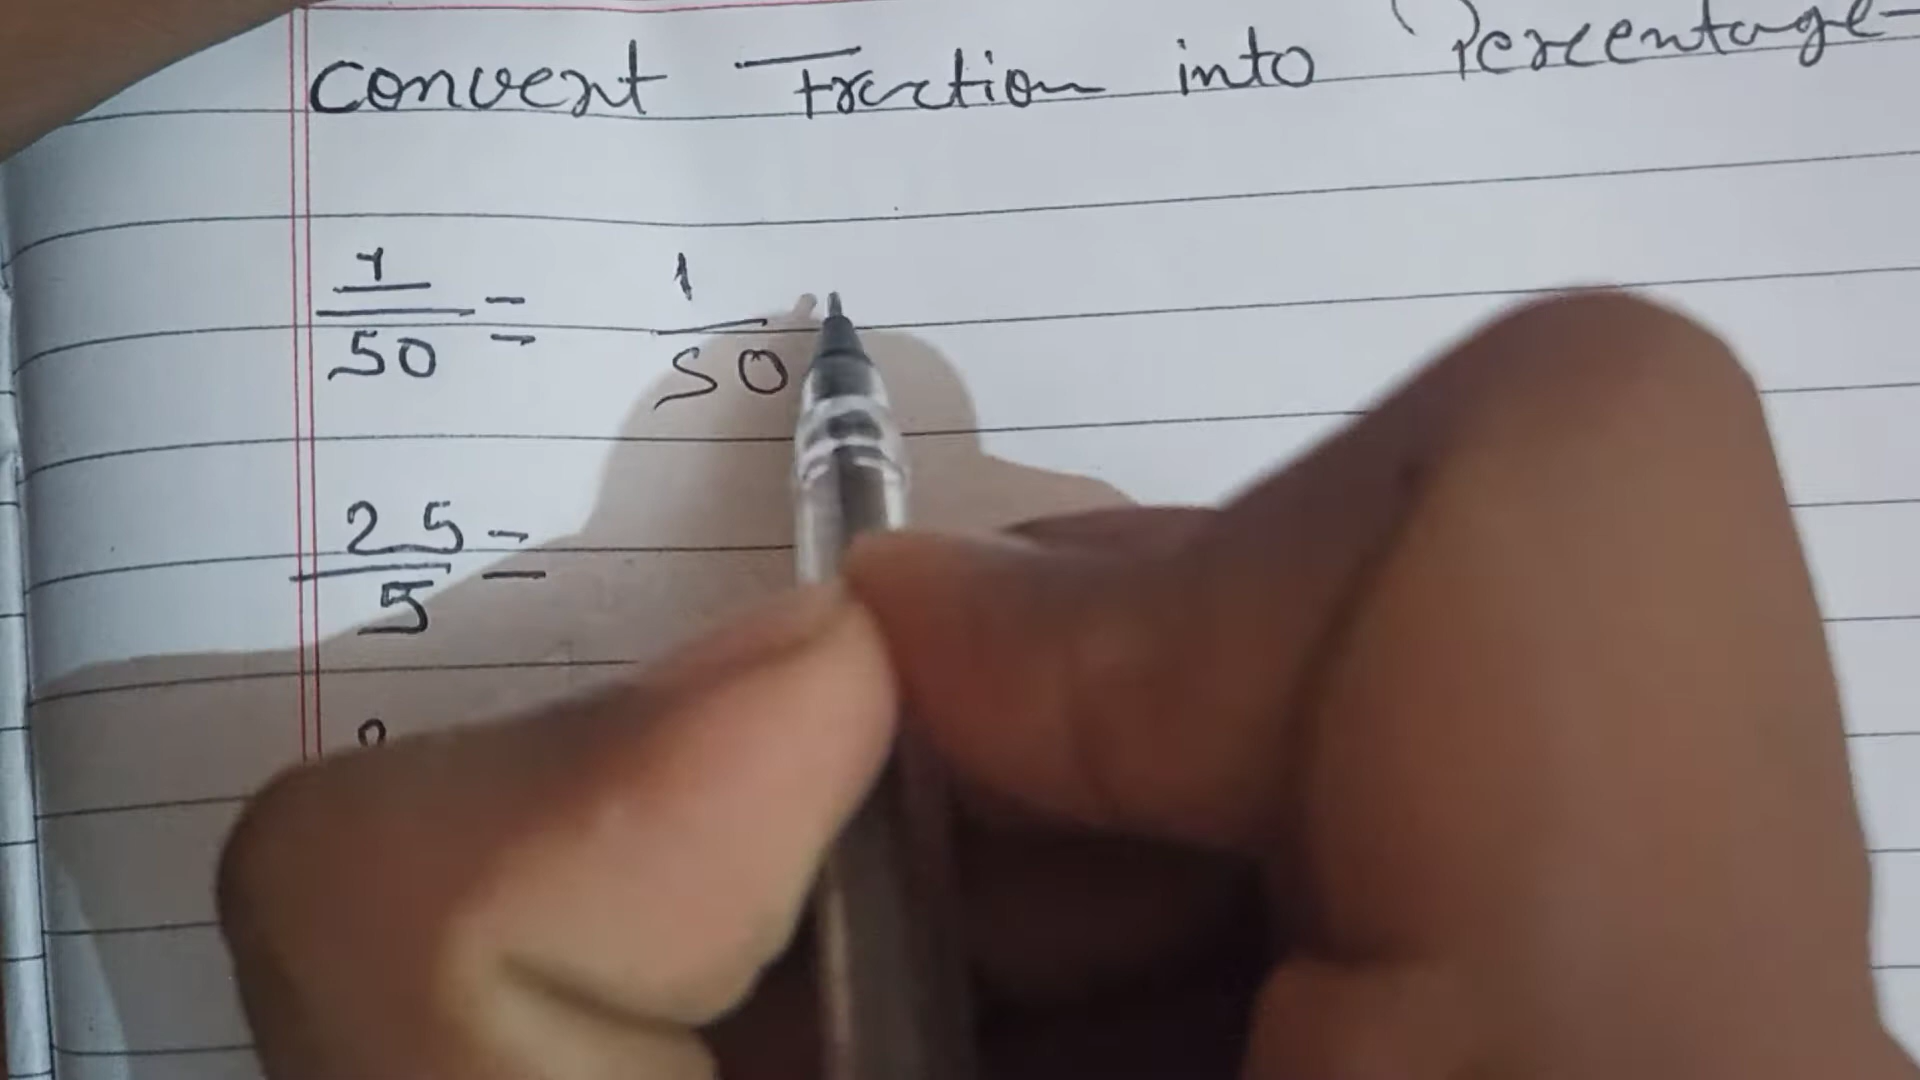 Convert Fraction into Percentage-
1/50 = 1/50
25/5 =